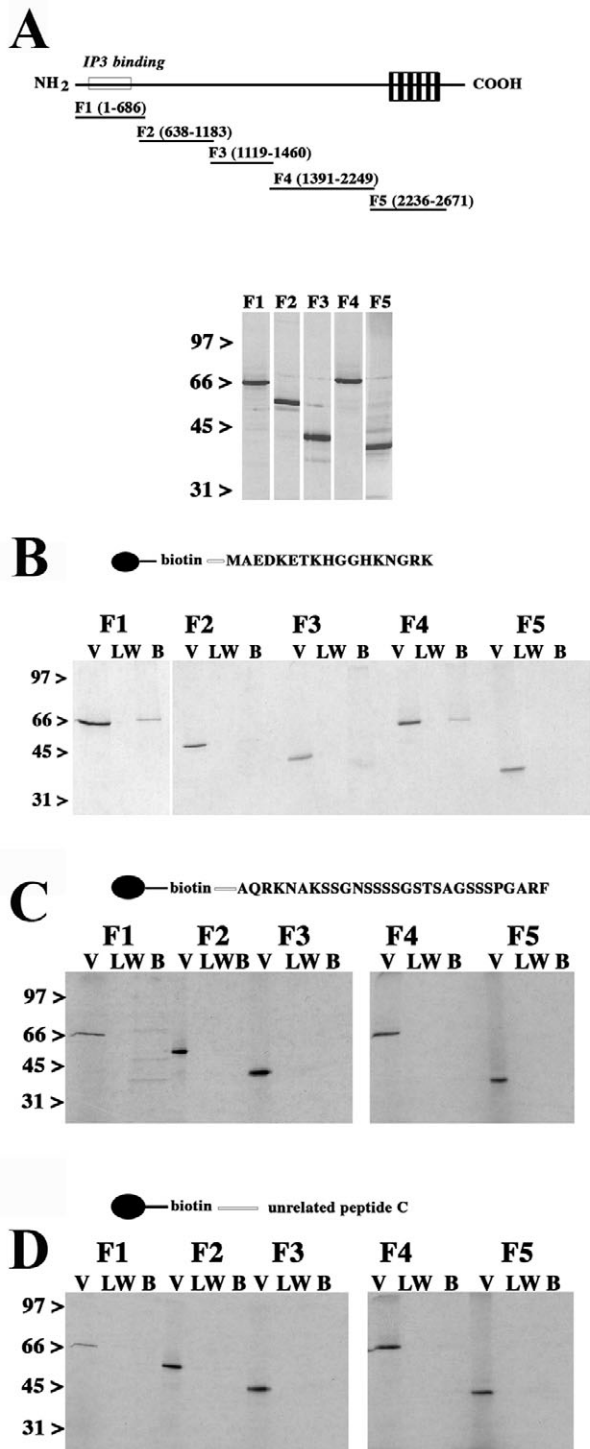 A
IP3 binding
NH2 COOH
F1 (1-686)
F2 (638-1183)
F3 (1119-1460)
F4 (1391-2249)
F5 (2236-2671)
F1 F2 F3 F4 F5
97 >
66 >
45 >
31 >
B
biotin MAEDKETKHGGHKNGRK
F1 F2 F3 F4 F5
V LW B V LW B V LW B V LW B V LW B
97 >
66 >
45 >
31 >
C
biotin AQRKNAKSSGNSSSSGSTSAGSSSPGARF
F1 F2 F3 F4 F5
V LW B V LWB V LW B V LW B V LW B
97 >
66 >
45 >
31 >
D
biotin unrelated peptide C
F1 F2 F3 F4 F5
V LW B V LW B V LW B V LW B V LW B
97 >
66 >
45 >
31 >